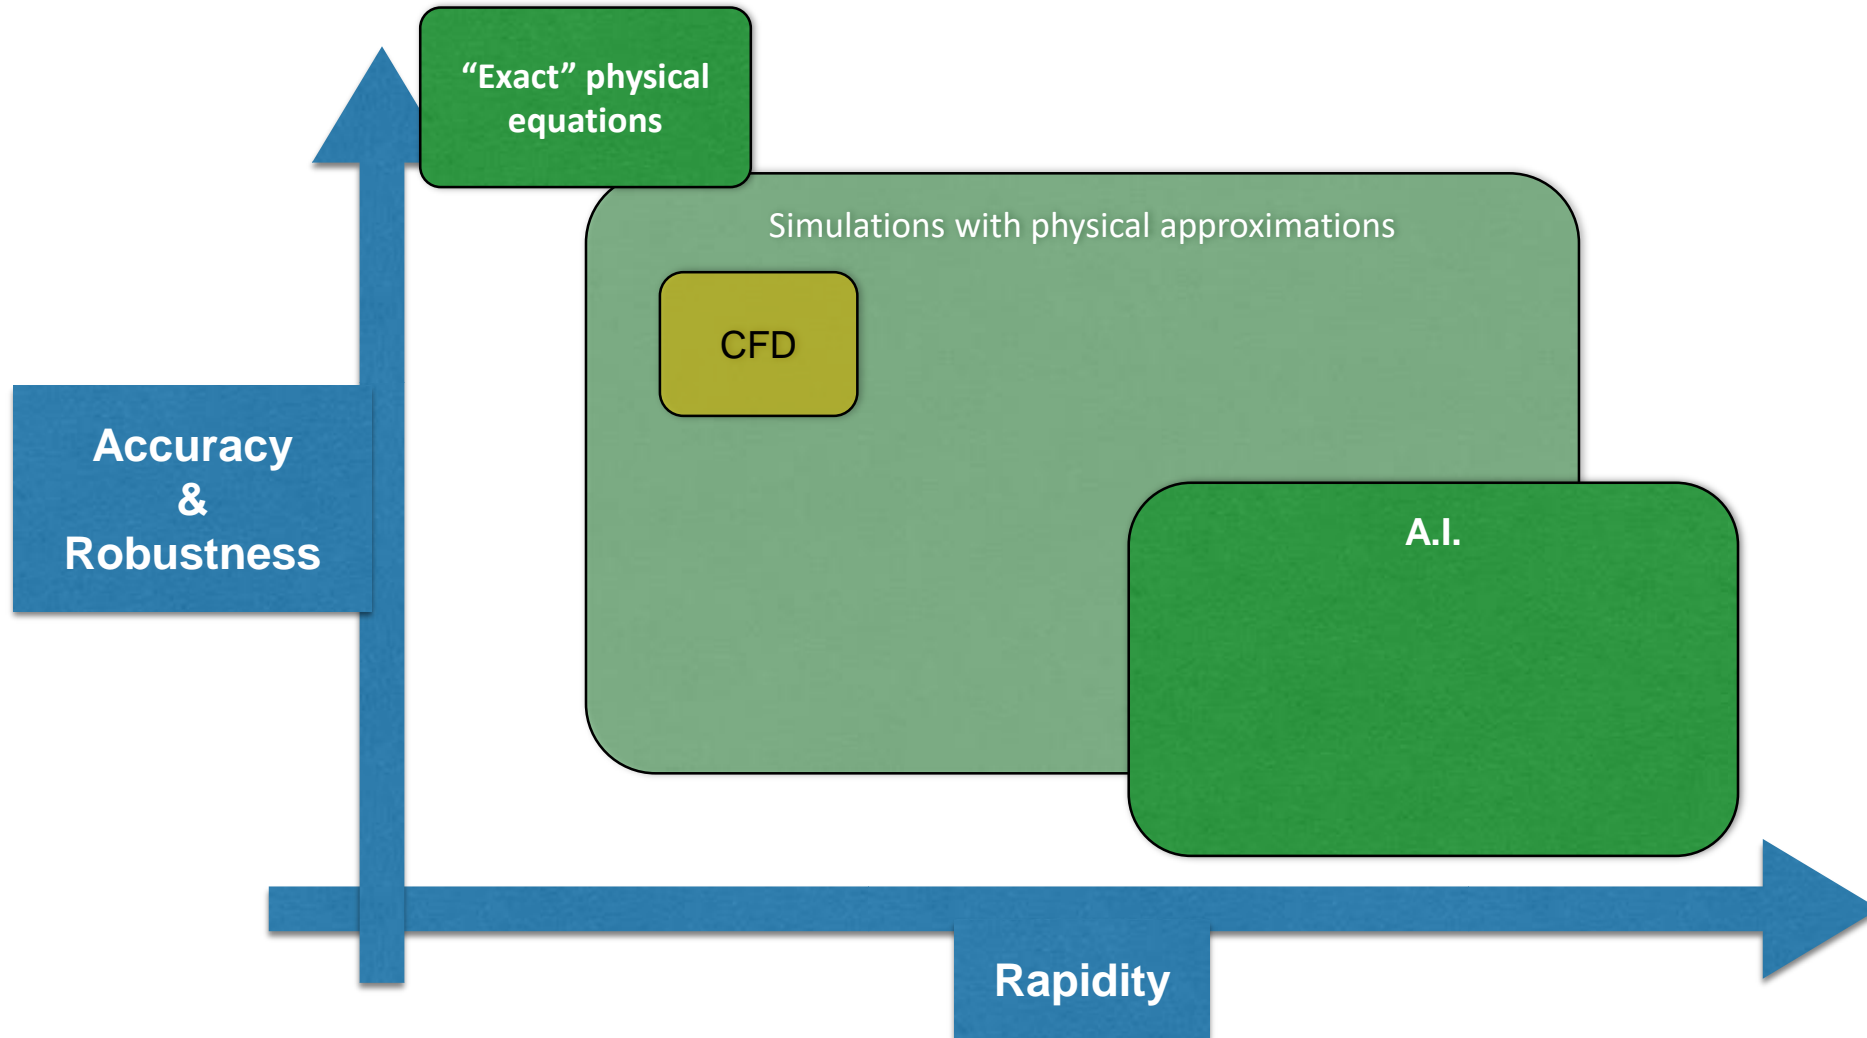 “Exact” physical
equations
Simulations with physical approximations
CFD
Accuracy
&
Robustness
A.I.
Rapidity